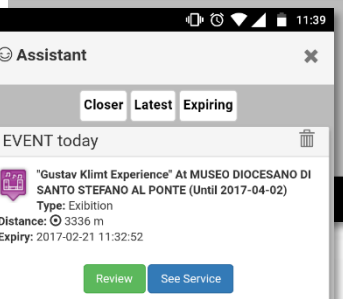 11:39
Assistant
Closer Latest Expiring
EVENT today
"Gustav Klimt Experience" At MUSEO DIOCESANO DI
SANTO STEFANO AL PONTE (Until 2017-04-02)
Type: Exibition
Distance: 3336 m
Expiry: 2017-02-21 11:32:52
Review See Service